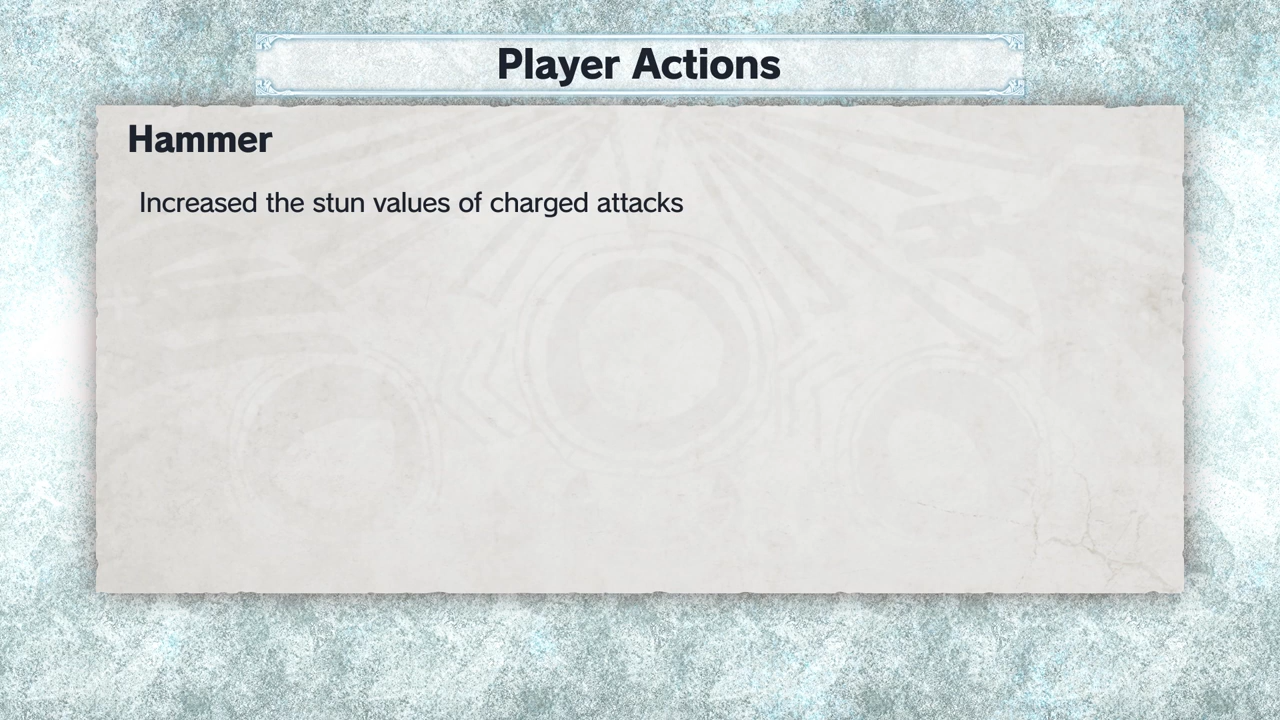 Player Actions
Hammer
Increased the stun values of charged attacks